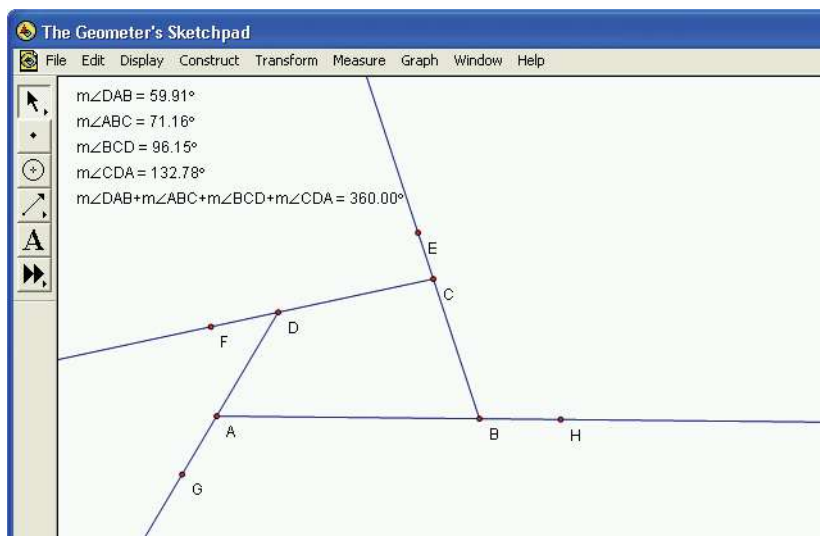 The Geometer's Sketchpad
File Edit Display Construct Transform Measure Graph Window Help
m∠DAB = 59.91°
m∠ABC = 71.16°
m∠BCD = 96.15°
m∠CDA = 132.78°
m∠DAB+m∠ABC+m∠BCD+m∠CDA = 360.00°
A
E
C
D
F
A
B
H
G